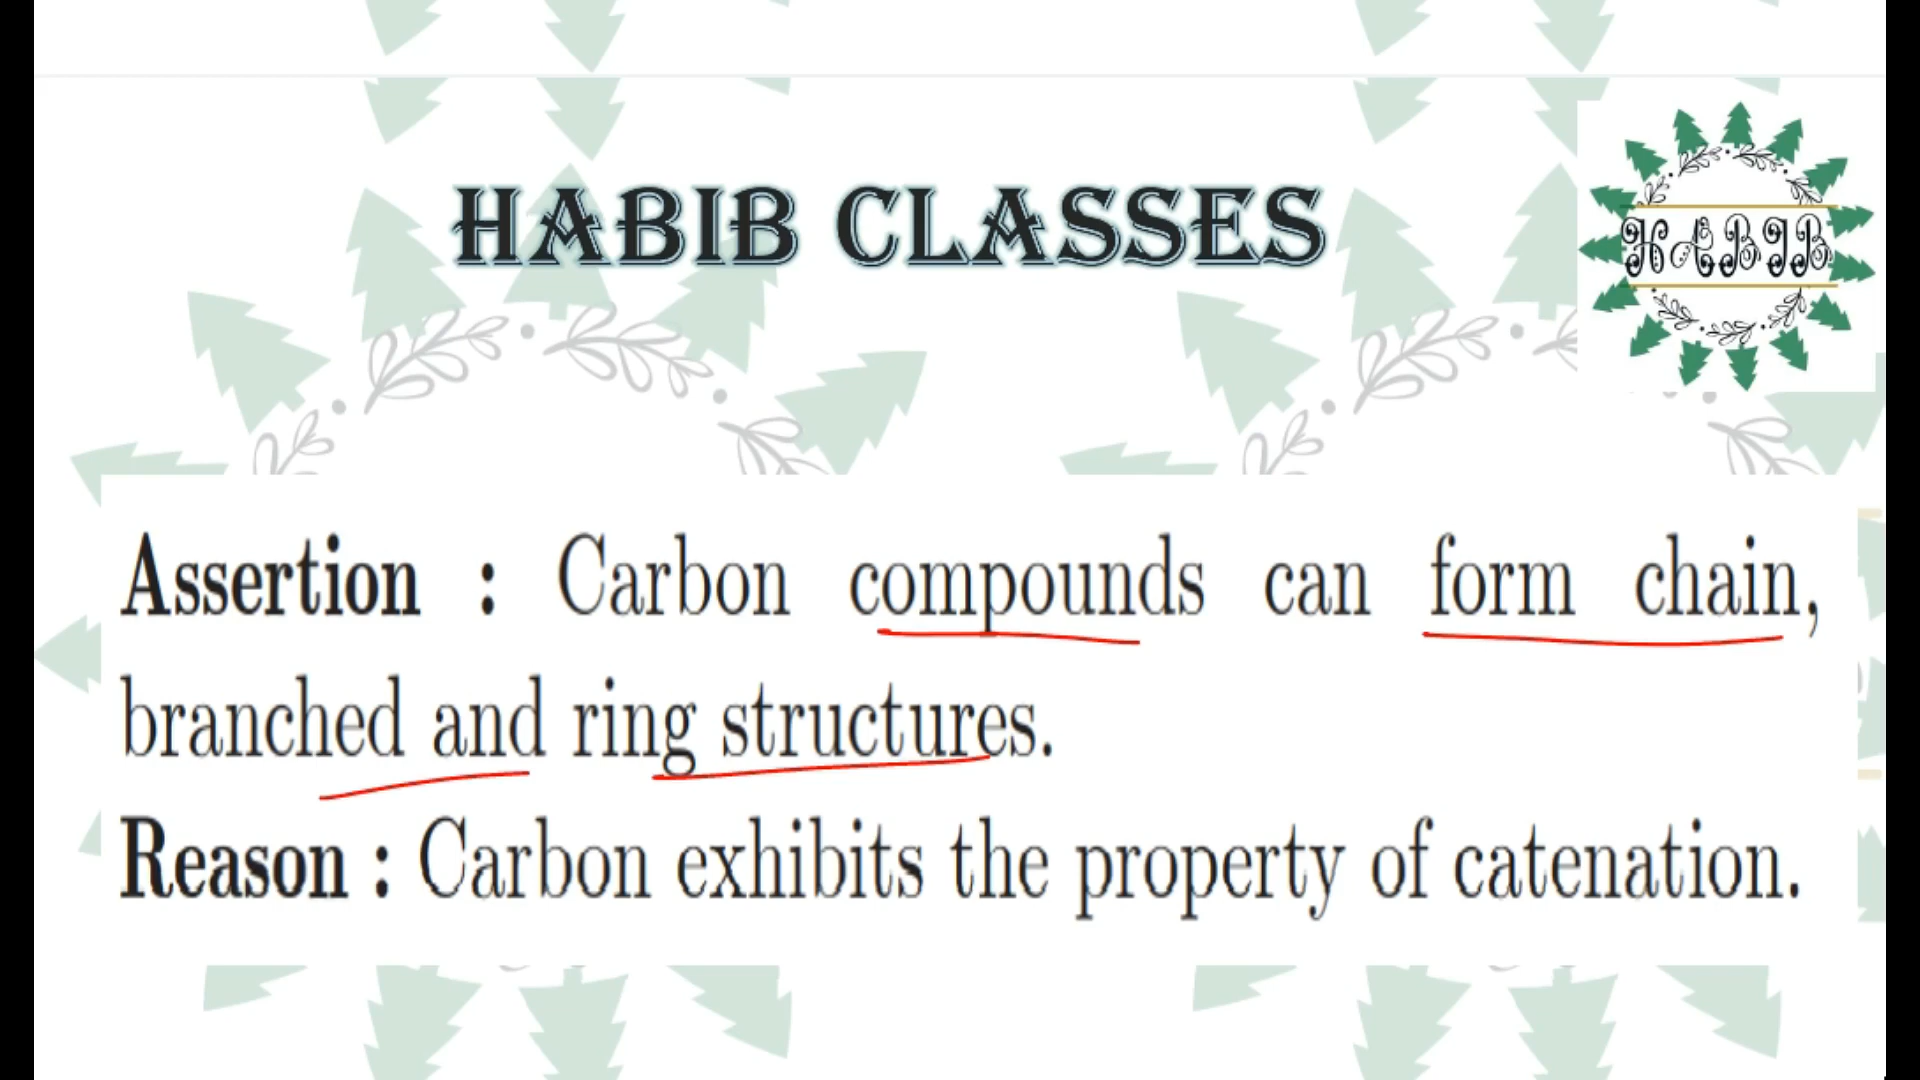 HABIB CLASSES
HABIB
Assertion : Carbon compounds can form chain,
branched and ring structures.
Reason : Carbon exhibits the property of catenation.